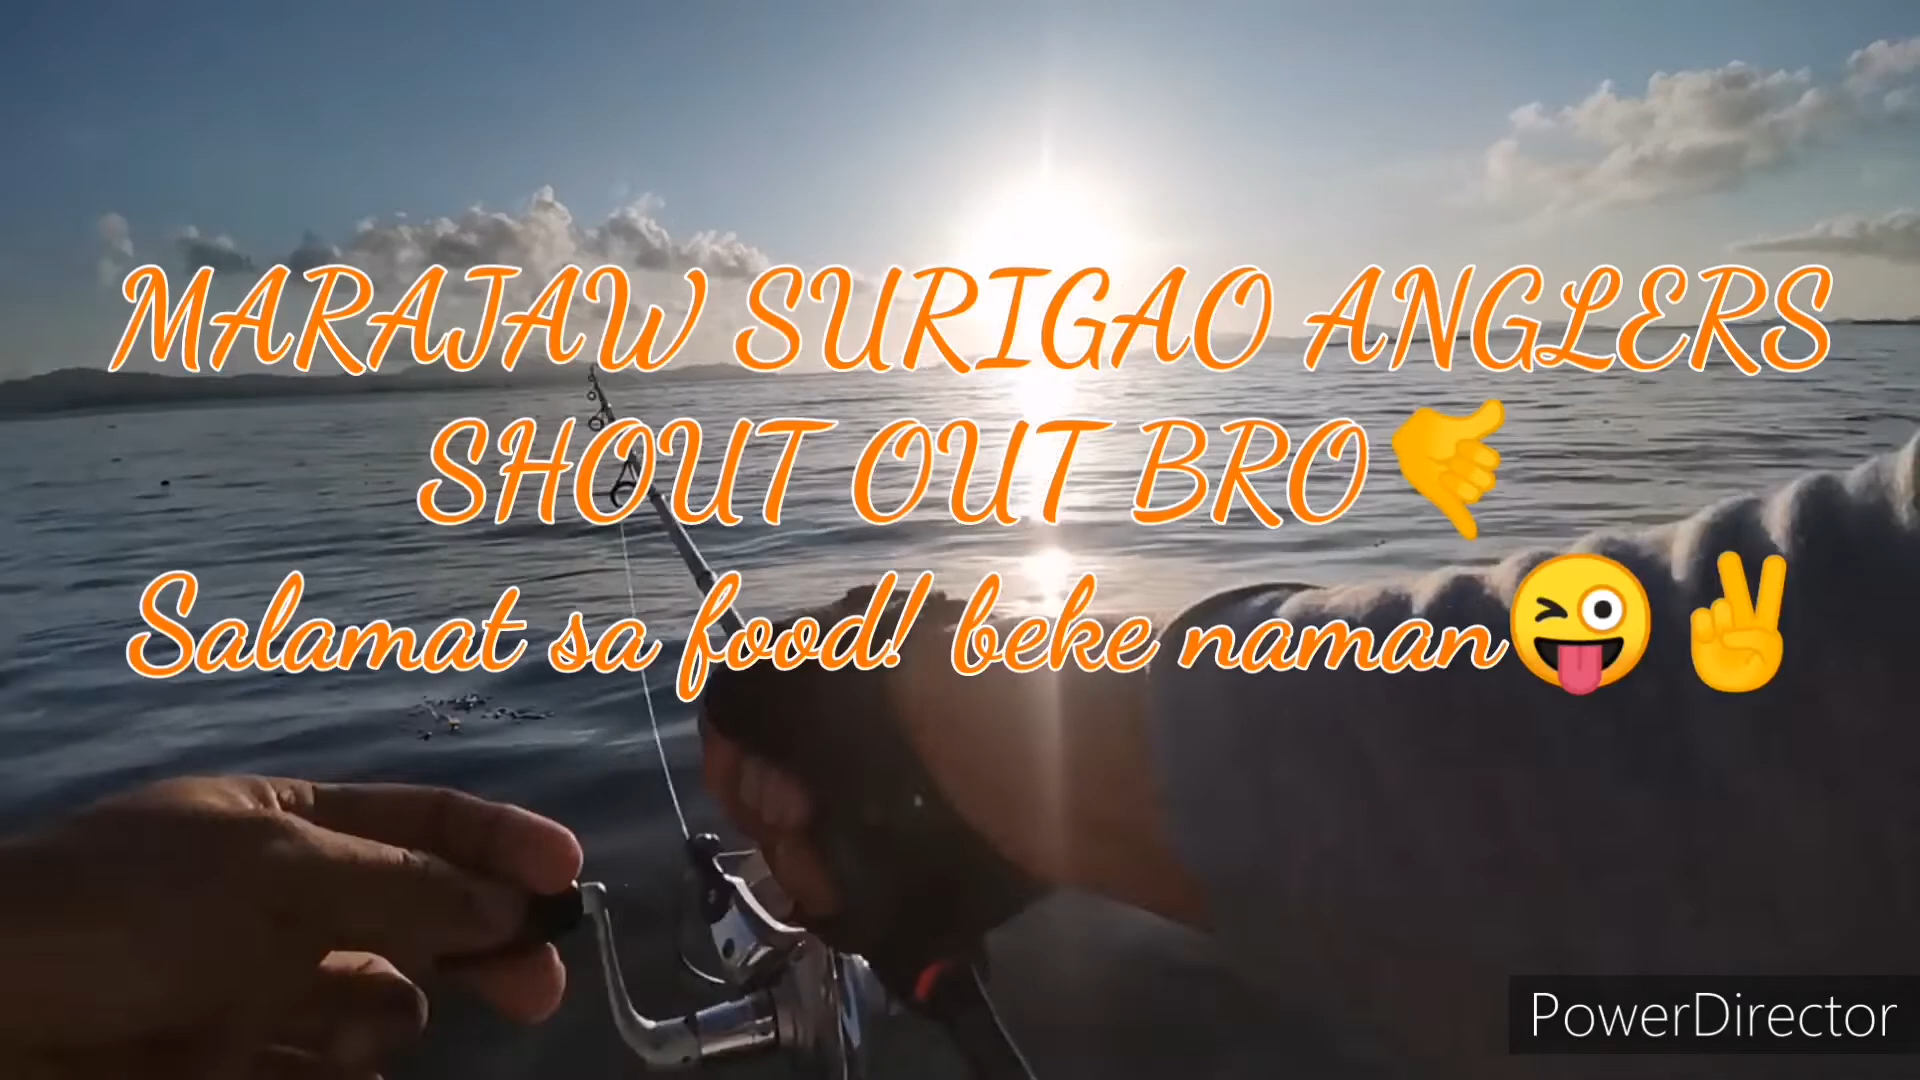 MARAJAW SURIGAO ANGLERS
SHOUT OUT BRO🤙
Salamat sa food! beke naman😜✌
PowerDirector